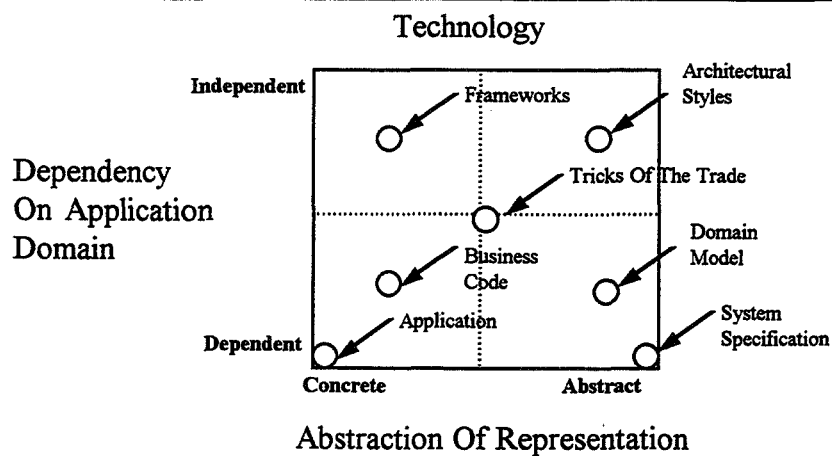 Technology
Independent
Frameworks
Architectural
Styles
Dependency
On Application
Domain
Tricks Of The Trade
Business
Code
Domain
Model
Application
System
Specification
Dependent
Concrete
Abstract
Abstraction Of Representation